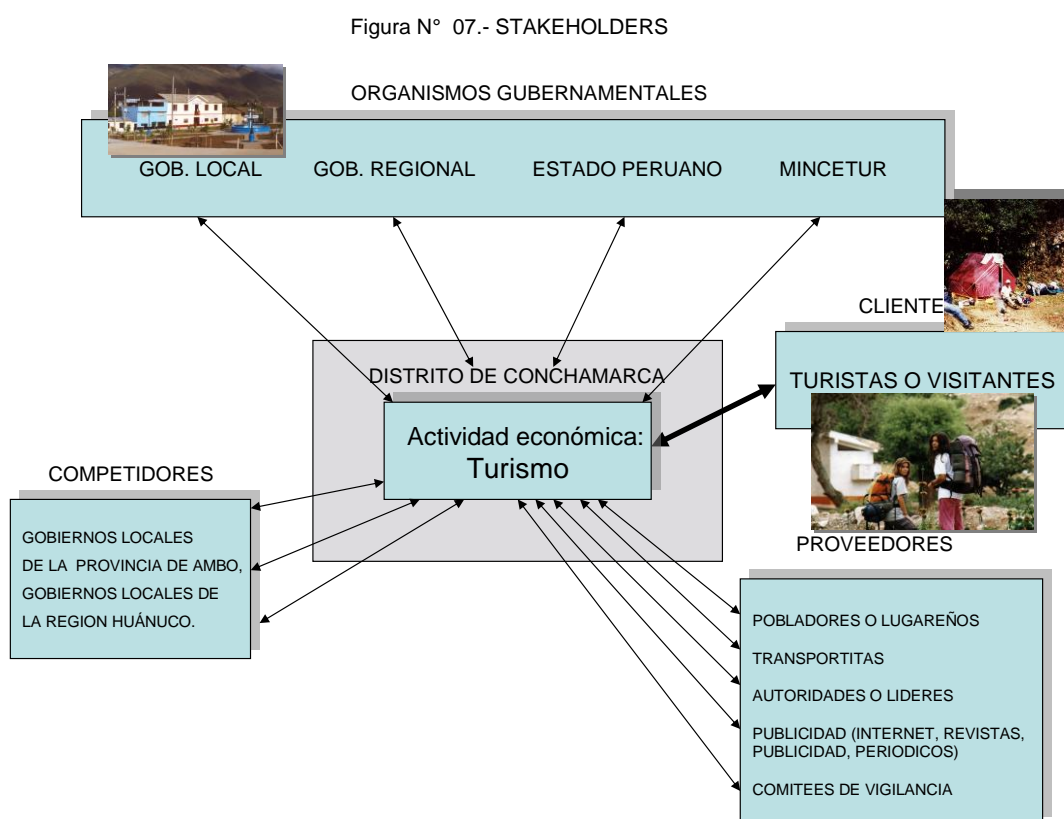 Figura N° 07.- STAKEHOLDERS
ORGANISMOS GUBERNAMENTALES
GOB. LOCAL GOB. REGIONAL ESTADO PERUANO MINCETUR
CLIENTE
TURISTAS O VISITANTES
DISTRITO DE CONCHAMARCA
Actividad económica:
Turismo
COMPETIDORES
GOBIERNOS LOCALES
DE LA PROVINCIA DE AMBO,
GOBIERNOS LOCALES DE
LA REGION HUÁNUCO.
PROVEEDORES
POBLADORES O LUGAREÑOS
TRANSPORTITAS
AUTORIDADES O LIDERES
PUBLICIDAD (INTERNET, REVISTAS,
PUBLICIDAD, PERIODICOS)
COMITEES DE VIGILANCIA